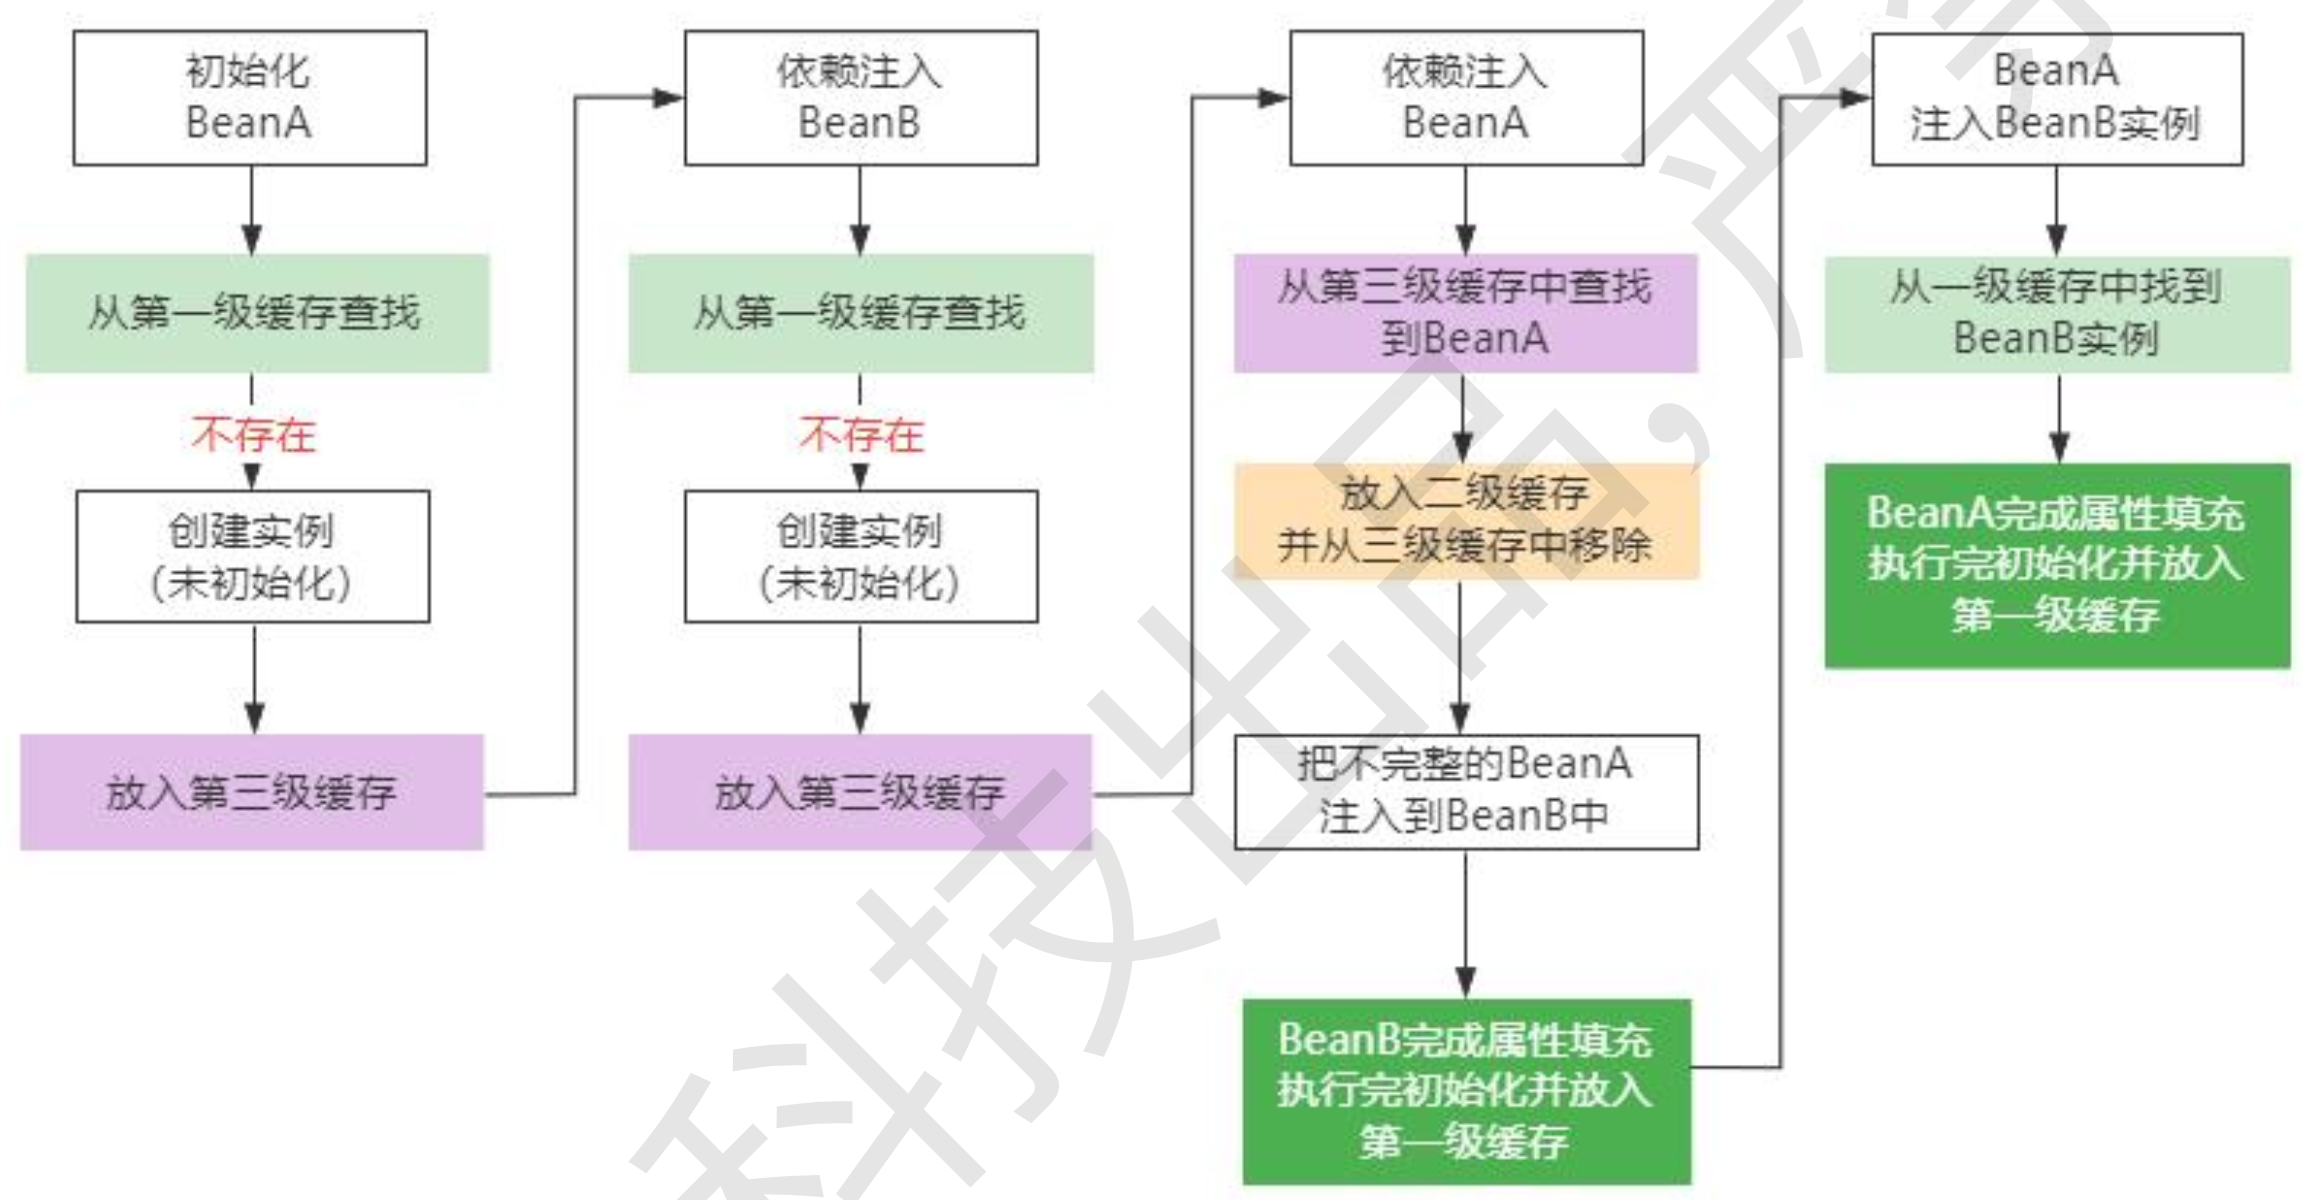 初始化
BeanA
从第一级缓存查找
不存在
创建实例
（未初始化）
放入第三级缓存
依赖注入
BeanB
从第一级缓存查找
不存在
创建实例
（未初始化）
放入第三级缓存
依赖注入
BeanA
从第三级缓存中查找
到BeanA
放入二级缓存
并从三级缓存中移除
把不完整的BeanA
注入到BeanB中
BeanB完成属性填充
执行完初始化并放入
第一级缓存
BeanA
注入BeanB实例
从一级缓存中找到
BeanB实例
BeanA完成属性填充
执行完初始化并放入
第一级缓存
科技出品，严